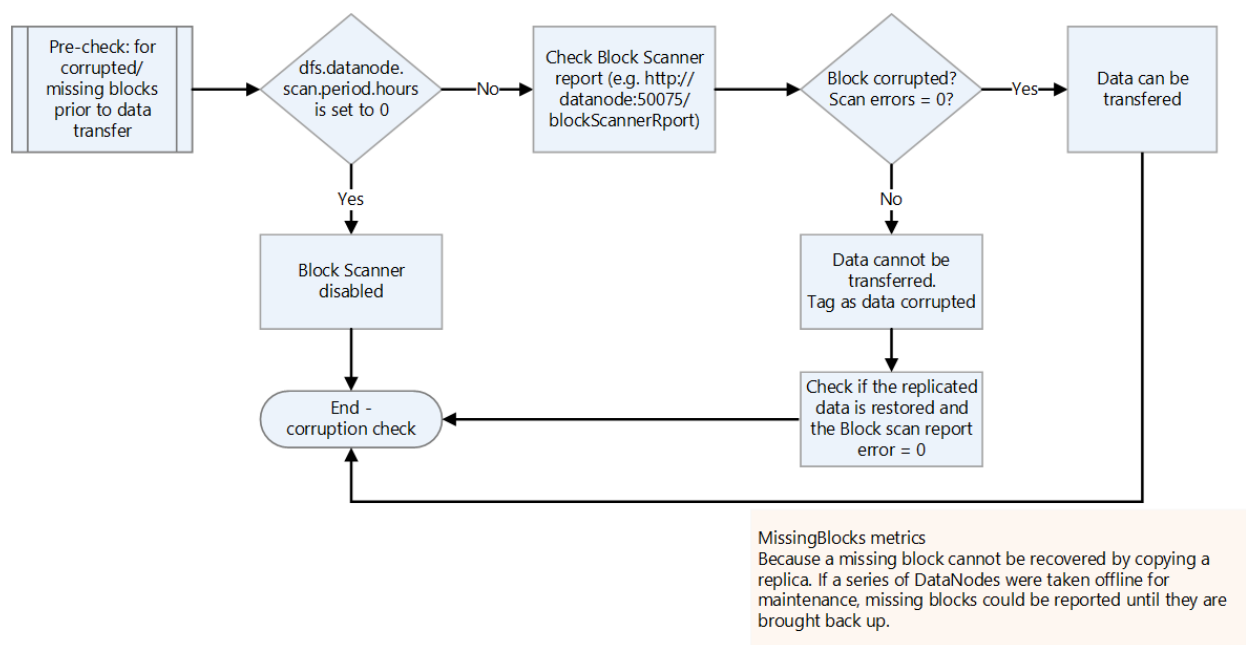 Pre-check: for
corrupted/
missing blocks
prior to data
transfer
dfs.datanode.
scan.period.hours
is set to 0
No
Check Block Scanner
report (e.g. http://
datanode:50075/
blockScannerRport)
Block corrupted?
Scan errors = 0?
Yes
Data can be
transfered
Yes
No
Block Scanner
disabled
Data cannot be
transferred.
Tag as data corrupted
End -
corruption check
Check if the replicated
data is restored and
the Block scan report
error = 0
MissingBlocks metrics
Because a missing block cannot be recovered by copying a
replica. If a series of DataNodes were taken offline for
maintenance, missing blocks could be reported until they are
brought back up.